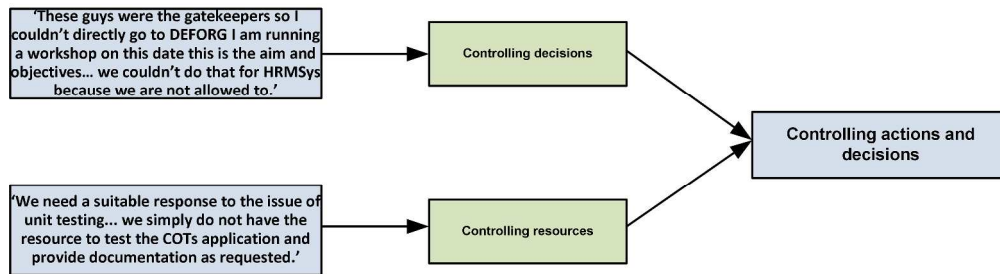 ‘These guys were the gatekeepers so I
couldn’t directly go to DEFORG I am running
a workshop on this date this is the aim and
objectives… we couldn’t do that for HRMSys
because we are not allowed to.’
Controlling decisions
Controlling actions and
decisions
‘We need a suitable response to the issue of
unit testing... we simply do not have the
resource to test the COTs application and
provide documentation as requested.’
Controlling resources